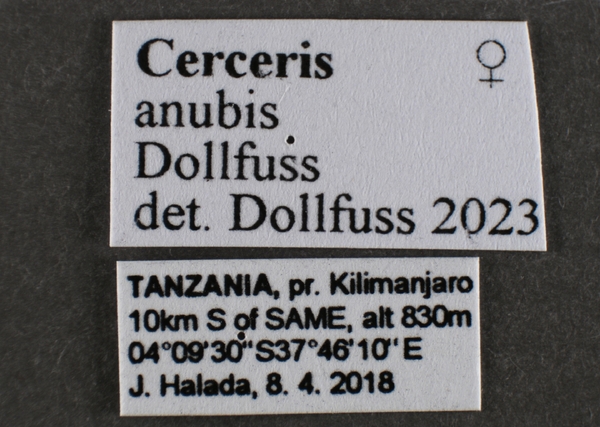 Cerceris ♀
anubis
Dollfuss
det. Dollfuss 2023
TANZANIA, pr. Kilimanjaro
10km S of SAME, alt 830m
04°09'30"S37°46'10"E
J. Halada, 8. 4. 2018